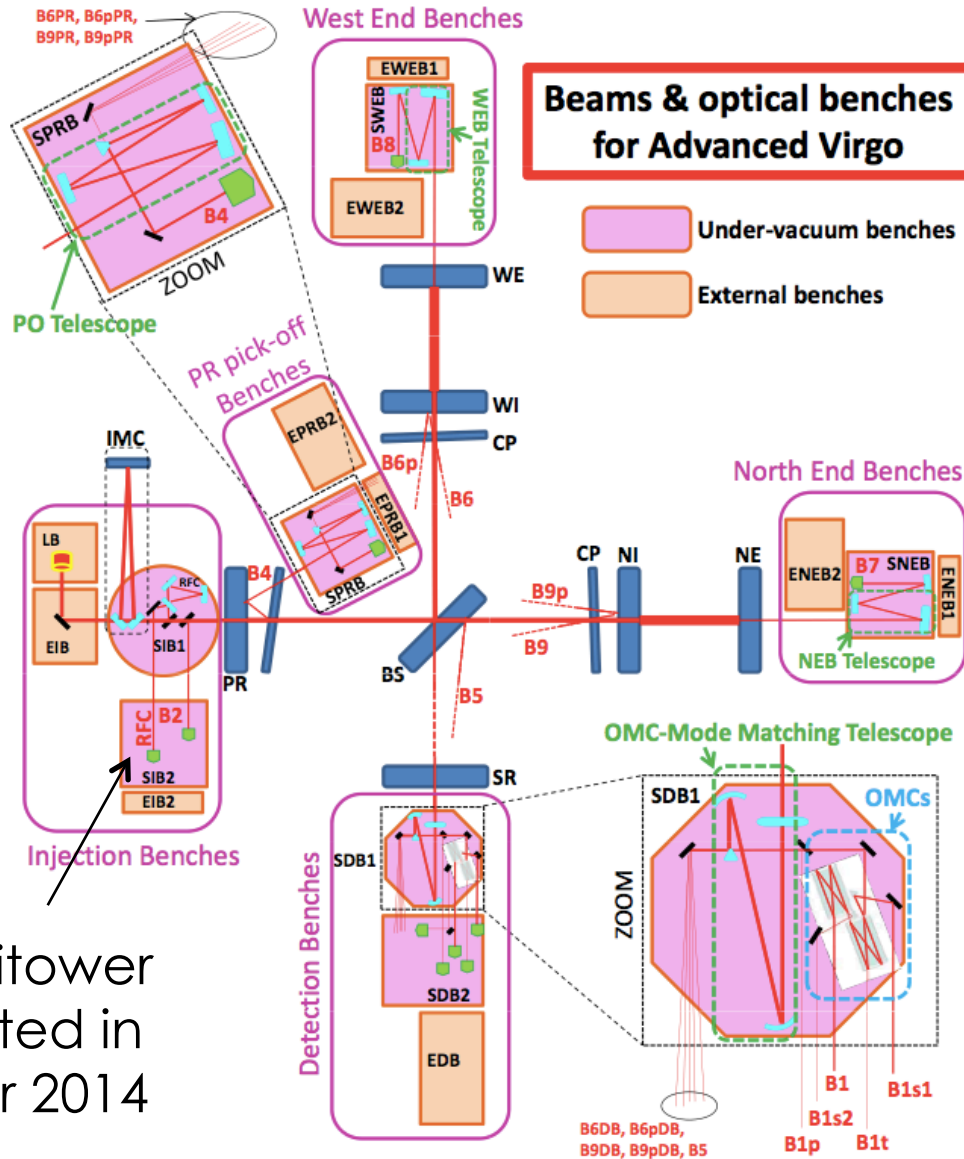 B6PR, B6pPR,
B9PR, B9pPR
SPRB
B4
ZOOM
PO Telescope
West End Benches
EWEB1
SWEB
B8
WEB Telescope
EWEB2
Beams & optical benches
for Advanced Virgo
Under-vacuum benches
External benches
WE
WI
CP
B6p
B6
PR pick-off
Benches
EPRB2
EPRB1
SPRB
B4
IMC
LB
EIB
RFC
SIB1
RFC
B2
SIB2
EIB2
Injection Benches
PR
BS
B5
B9p
B9
CP
NI
NE
North End Benches
ENEB2
B7
SNEB
ENEB1
NEB Telescope
SR
SDB1
SDB2
EDB
Detection Benches
OMC-Mode Matching Telescope
SDB1
OMCs
ZOOM
B6DB, B6pDB,
B9DB, B9pDB, B5
B1
B1s1
B1s2
B1p
B1t
itower
ted in
r 2014